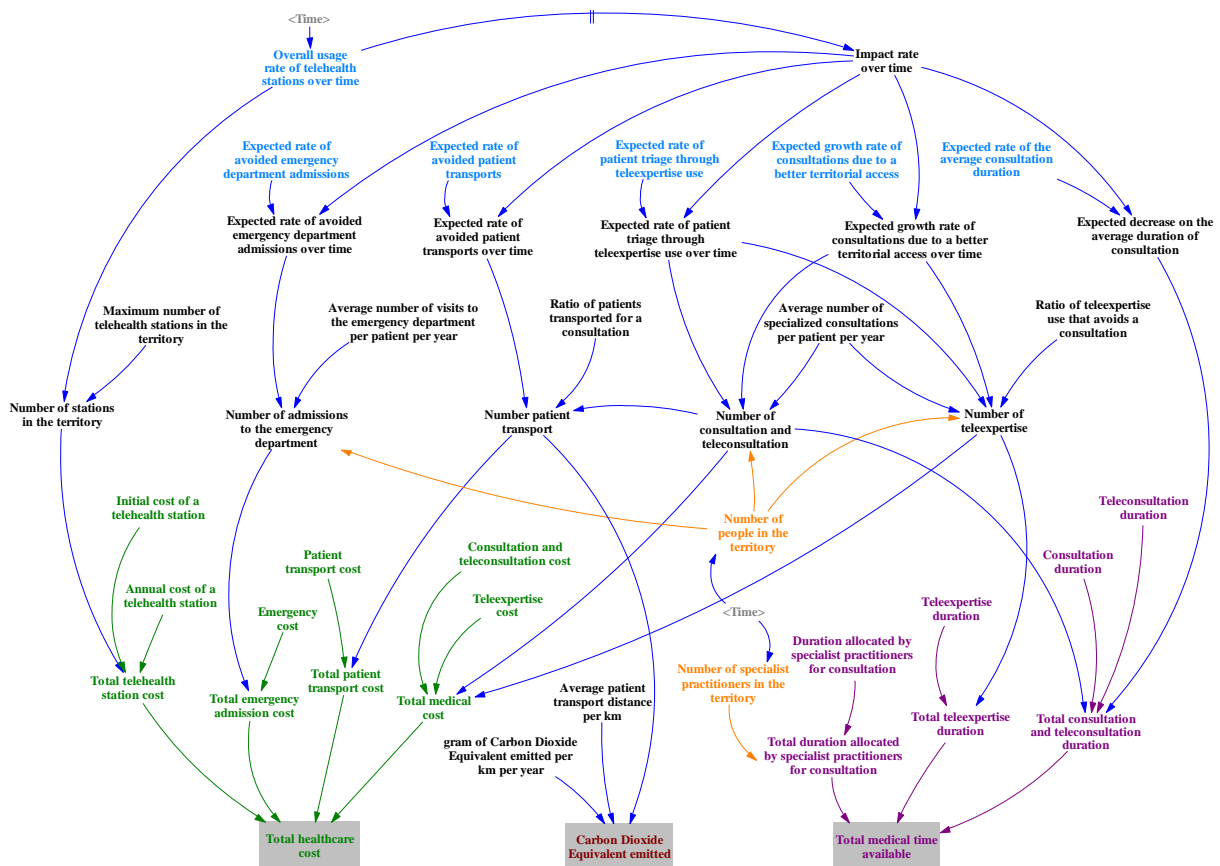 <Time>
Overall usage
rate of telehealth
stations over time
Impact rate
over time
Expected rate of
avoided emergency
department admissions
Expected rate of
avoided patient
transports
Expected rate of
patient triage through
teleexpertise use
Expected growth rate of
consultations due to a
better territorial access
Expected rate of the
average consultation
duration
Expected rate of avoided
emergency department
admissions over time
Expected rate of
avoided patient
transports over time
Expected rate of patient
triage through
teleexpertise use over time
Expected growth rate of
consultations due to a better
territorial access over time
Expected decrease on the
average duration of
consultation
Maximum number of
telehealth stations in the
territory
Average number of visits to
the emergency department
per patient per year
Ratio of patients
transported for a
consultation
Average number of
specialized consultations
per patient per year
Ratio of teleexpertise
use that avoids a
consultation
Number of stations
in the territory
Number of admissions
to the emergency
department
Number patient
transport
Number of
consultation and
teleconsultation
Number of
teleexpertise
Initial cost of a
telehealth station
Number of
people in the
territory
Teleconsultation
duration
Patient
transport cost
Consultation and
teleconsultation cost
Consultation
duration
Annual cost of a
telehealth station
Emergency
cost
Teleexpertise
cost
<Time>
Teleexpertise
duration
Total telehealth
station cost
Total emergency
admission cost
Total patient
transport cost
Total medical
cost
Number of specialist
practitioners in the
territory
Duration allocated by
specialist practitioners
for consultation
Average patient
transport distance
per km
Total teleexpertise
duration
Total consultation
and teleconsultation
duration
gram of Carbon Dioxide
Equivalent emitted per
km per year
Total duration allocated
by specialist practitioners
for consultation
Total healthcare
cost
Carbon Dioxide
Equivalent emitted
Total medical time
available